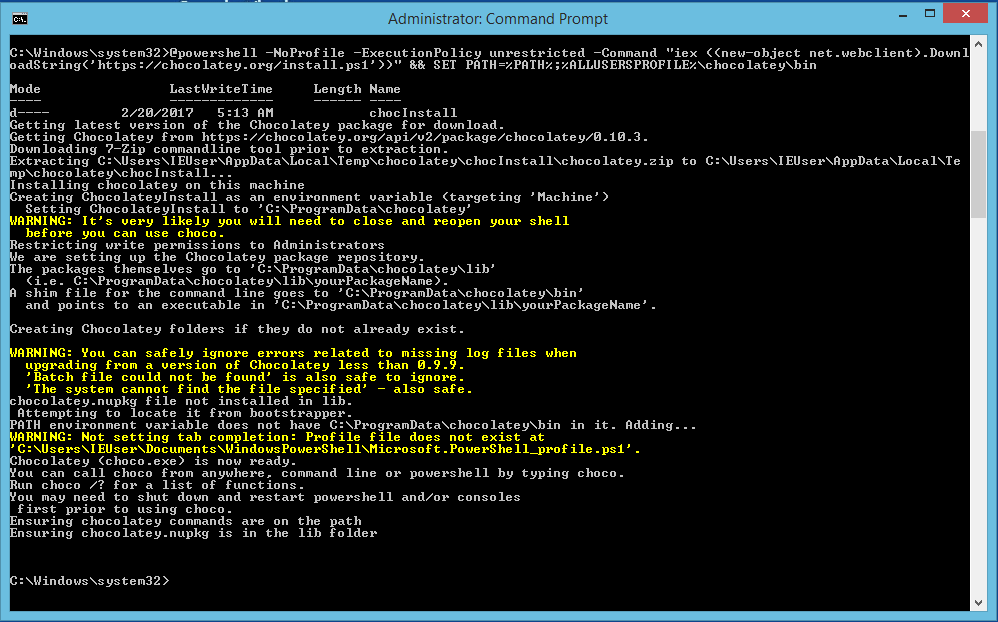 Administrator: Command Prompt
C:\Windows\system32>@powershell -NoProfile -ExecutionPolicy unrestricted -Command "iex ((new-object net.webclient).Downl
oadString('https://chocolatey.org/install.ps1'))" && SET PATH=%PATH%;%ALLUSERSPROFILE%\chocolatey\bin
Mode                LastWriteTime     Length Name
----                -------------     ------ ----
d----         2/20/2017   5:13 AM            chocInstall
Getting latest version of the Chocolatey package for download.
Getting Chocolatey from https://chocolatey.org/api/v2/package/chocolatey/0.10.3.
Downloading 7-Zip commandline tool prior to extraction.
Extracting C:\Users\IEUser\AppData\Local\Temp\chocolatey\chocInstall\chocolatey.zip to C:\Users\IEUser\AppData\Local\Te
mp\chocolatey\chocInstall...
Installing chocolatey on this machine
Creating ChocolateyInstall as an environment variable (targeting 'Machine')
  Setting ChocolateyInstall to 'C:\ProgramData\chocolatey'
WARNING: It's very likely you will need to close and reopen your shell
  before you can use choco.
Restricting write permissions to Administrators
We are setting up the Chocolatey package repository.
The packages themselves go to 'C:\ProgramData\chocolatey\lib'
  (i.e. C:\ProgramData\chocolatey\lib\yourPackageName).
A shim file for the command line goes to 'C:\ProgramData\chocolatey\bin'
  and points to an executable in 'C:\ProgramData\chocolatey\lib\yourPackageName'.
Creating Chocolatey folders if they do not already exist.
WARNING: You can safely ignore errors related to missing log files when
  upgrading from a version of Chocolatey less than 0.9.9.
  'Batch file could not be found' is also safe to ignore.
  'The system cannot find the file specified' - also safe.
chocolatey.nupkg file not installed in lib.
 Attempting to locate it from bootstrapper.
PATH environment variable does not have C:\ProgramData\chocolatey\bin in it. Adding...
WARNING: Not setting tab completion: Profile file does not exist at
'C:\Users\IEUser\Documents\WindowsPowerShell\Microsoft.PowerShell_profile.ps1'.
Chocolatey (choco.exe) is now ready.
You can call choco from anywhere, command line or powershell by typing choco.
Run choco /? for a list of functions.
You may need to shut down and restart powershell and/or consoles
 first prior to using choco.
Ensuring chocolatey commands are on the path
Ensuring chocolatey.nupkg is in the lib folder
C:\Windows\system32>